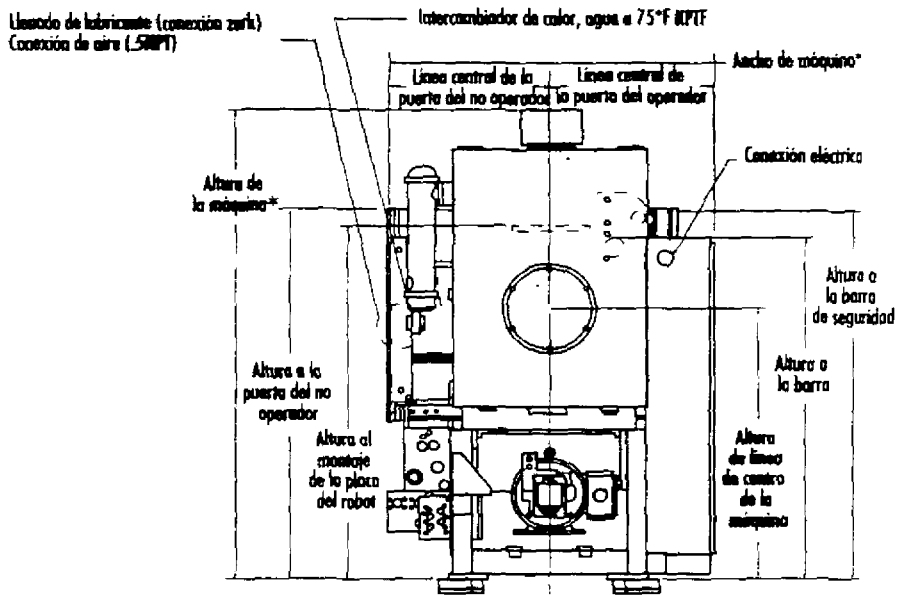 Llenado de lubricante (conexión zerk)
Conexión de aire (.5NPT)
Intercambiador de calor, agua a 75°F NPTF
Ancho de máquino*
Línea central de la
puerta del no operador
Línea central de
la puerta del operador
Conexión eléctrica
Altura de
la máquina*
Altura a
la barra
de seguridad
Altura a la
puerta del no
operador
Altura a
la barra
Altura al
montaje
de la placa
del robot
Altura
de línea
de centro
de la
máquina